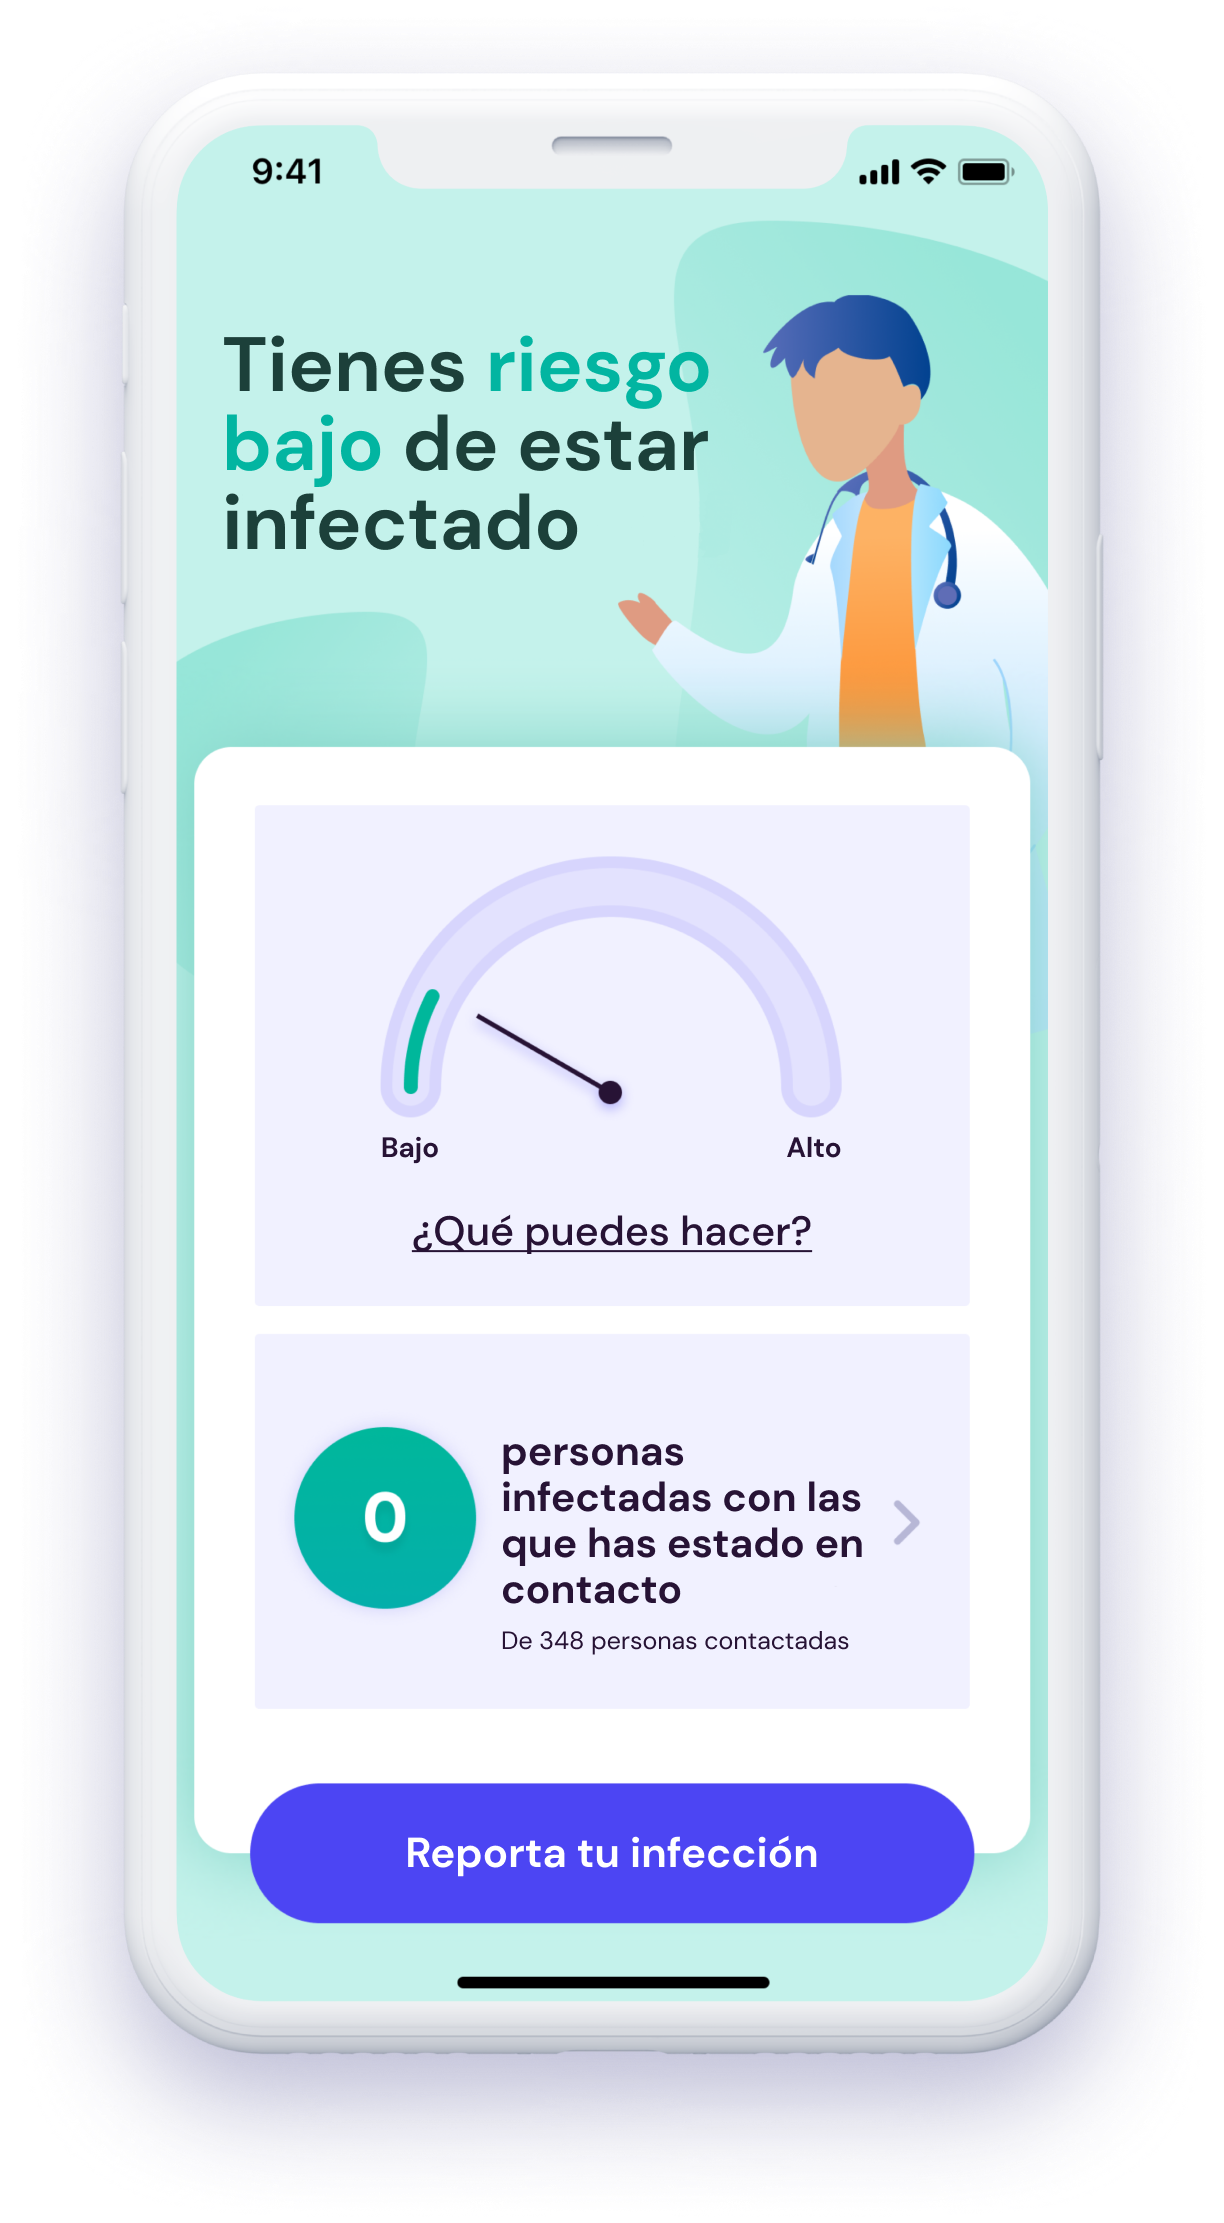 9:41
Tienes riesgo
bajo de estar
infectado
Bajo
Alto
¿Qué puedes hacer?
0
personas
infectadas con las
que has estado en
contacto
De 348 personas contactadas
Reporta tu infección